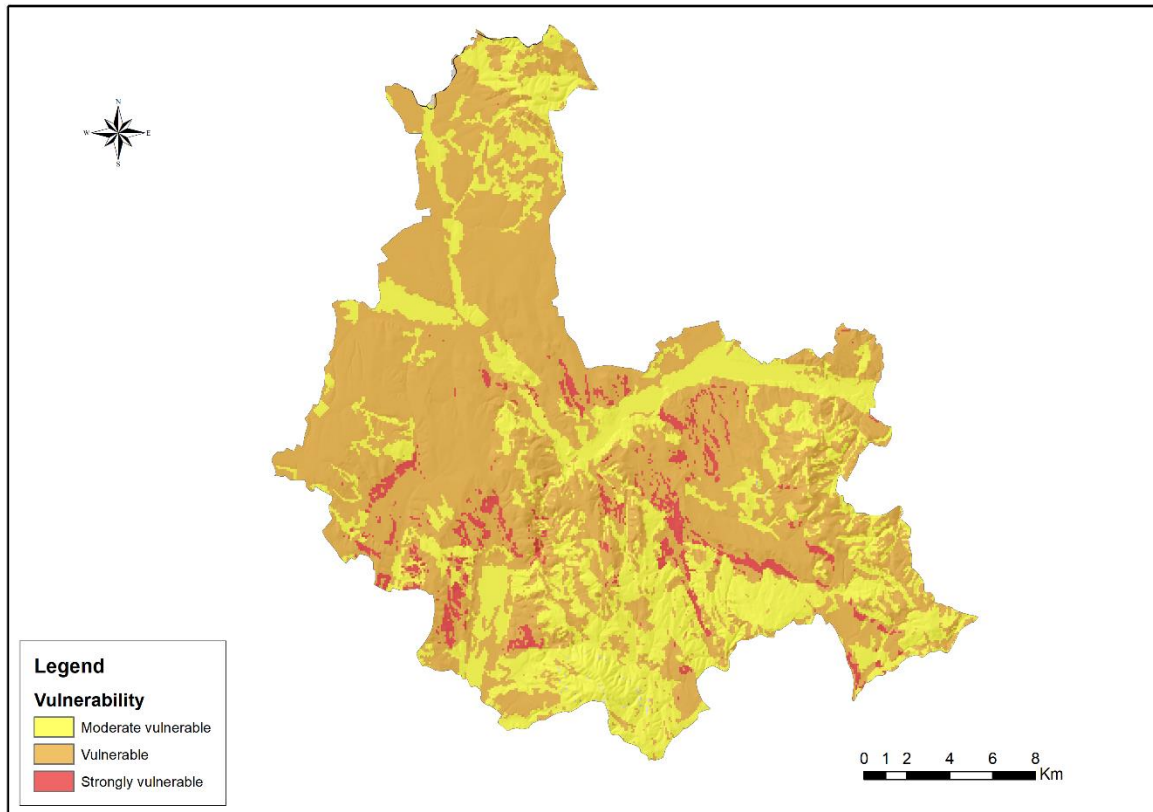 N
W E
S
Legend
Vulnerability
Moderate vulnerable
Vulnerable
Strongly vulnerable
0 1 2 4 6 8
Km